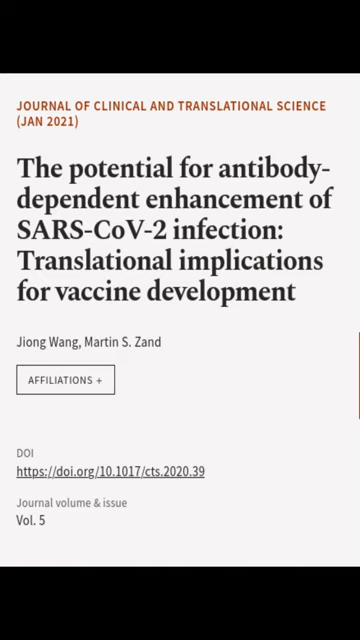 JOURNAL OF CLINICAL AND TRANSLATIONAL SCIENCE
(JAN 2021)
The potential for antibody-
dependent enhancement of
SARS-CoV-2 infection:
Translational implications
for vaccine development
Jiong Wang, Martin S. Zand
AFFILIATIONS +
DOI
https://doi.org/10.1017/cts.2020.39
Journal volume & issue
Vol. 5